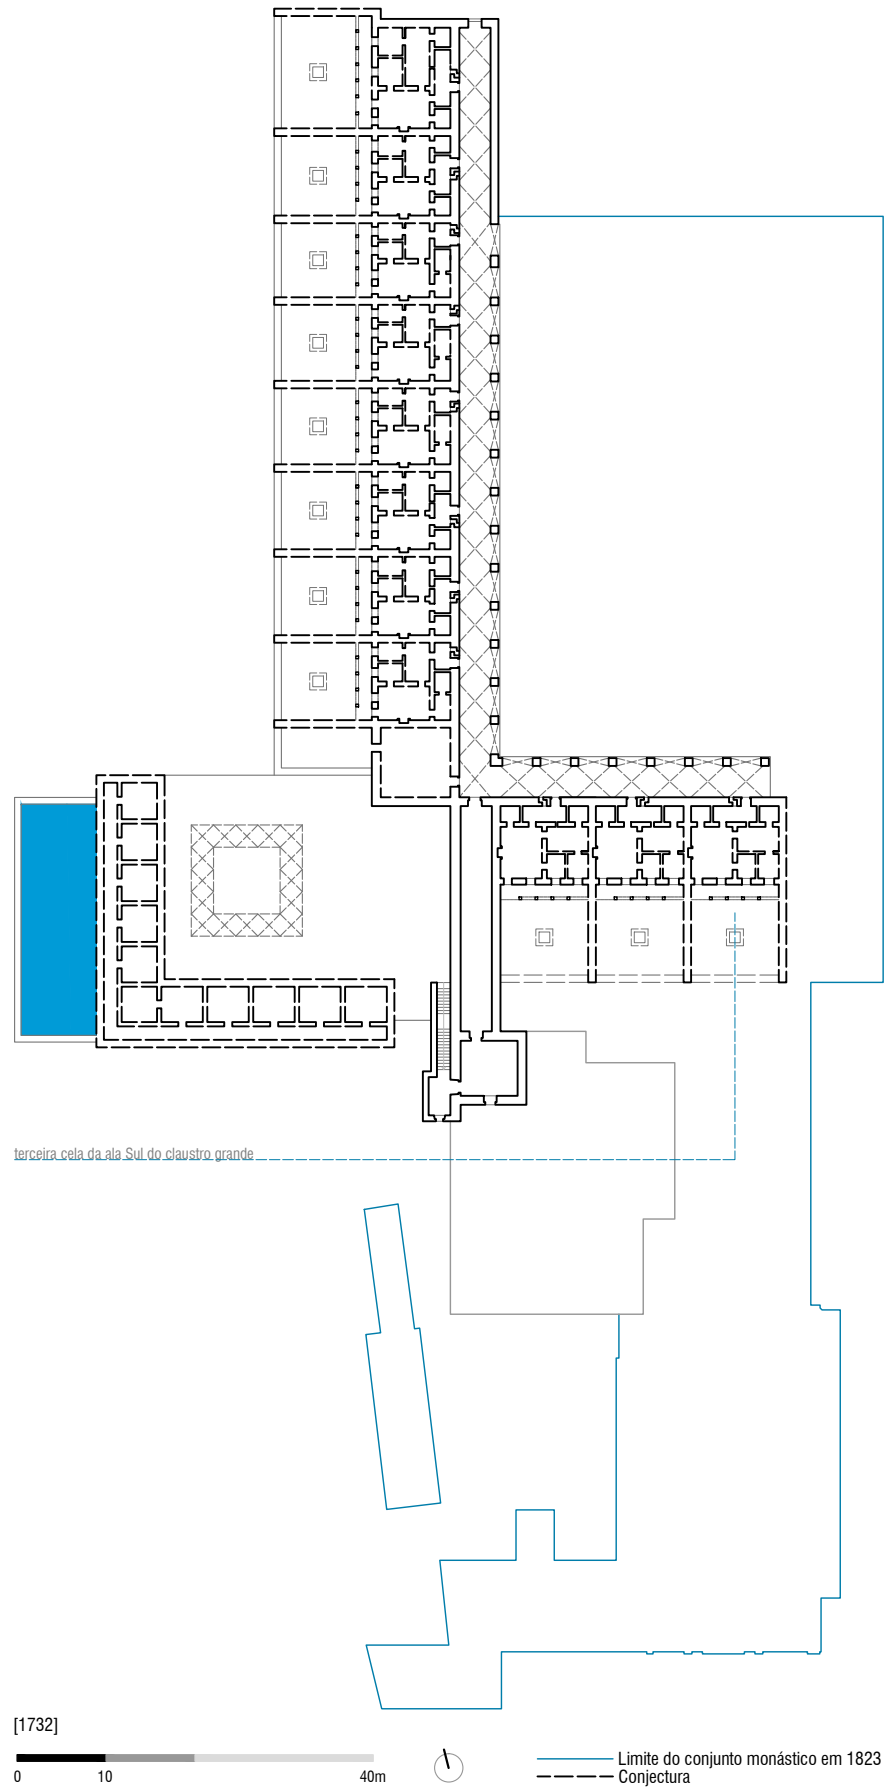 terceira cela da ala Sul do claustro grande
[1732]
0 10 40m
Limite do conjunto monástico em 1823
Conjectura